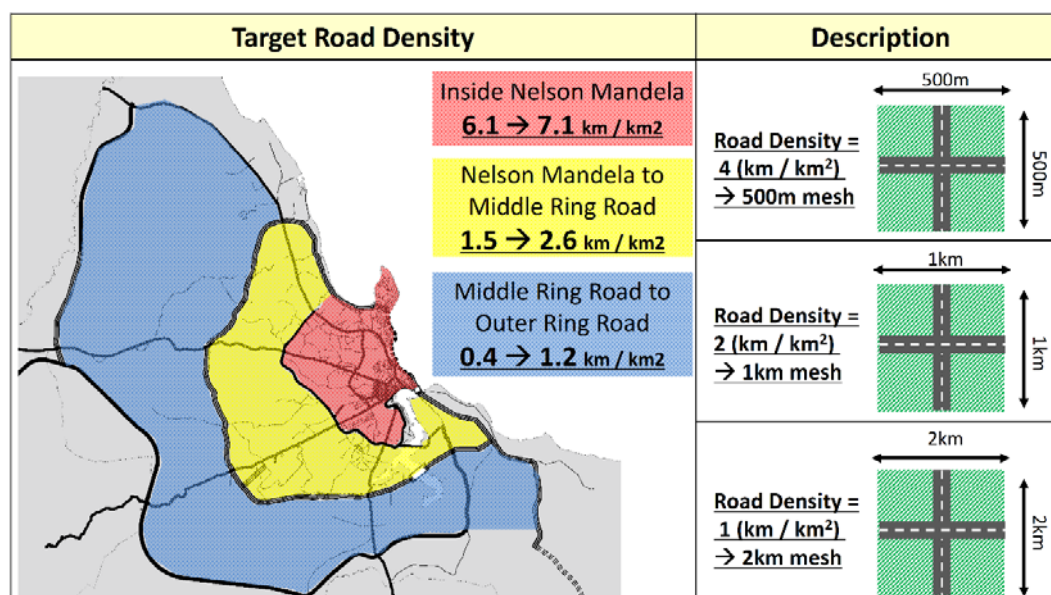 Target Road Density
Description
Inside Nelson Mandela
6.1 → 7.1 km / km2
Nelson Mandela to
Middle Ring Road
1.5 → 2.6 km / km2
Middle Ring Road to
Outer Ring Road
0.4 → 1.2 km / km2
500m
Road Density =
4 (km / km²)
→ 500m mesh
500m
1km
Road Density =
2 (km / km²)
→ 1km mesh
1km
2km
Road Density =
1 (km / km²)
→ 2km mesh
2km